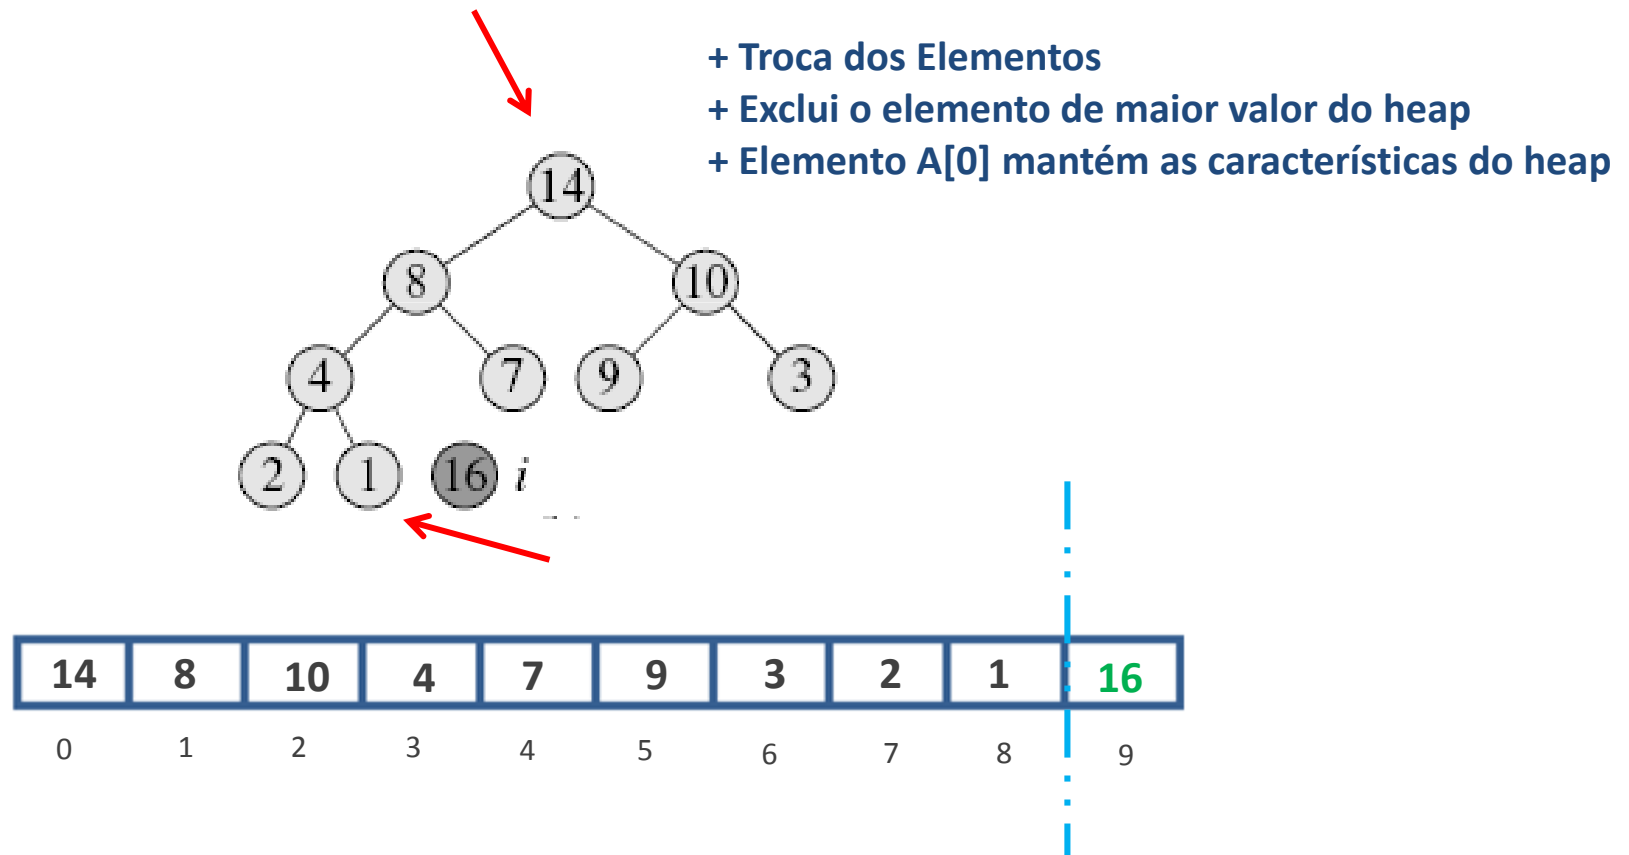 + Troca dos Elementos
+ Exclui o elemento de maior valor do heap
+ Elemento A[0] mantém as características do heap
14
8 10
4 7 9 3
2 1 16 i
14 8 10 4 7 9 3 2 1 16
0 1 2 3 4 5 6 7 8 9